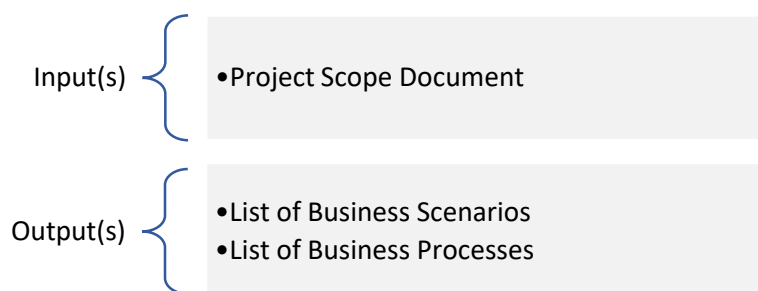 Input(s)
•Project Scope Document
Output(s)
•List of Business Scenarios
•List of Business Processes